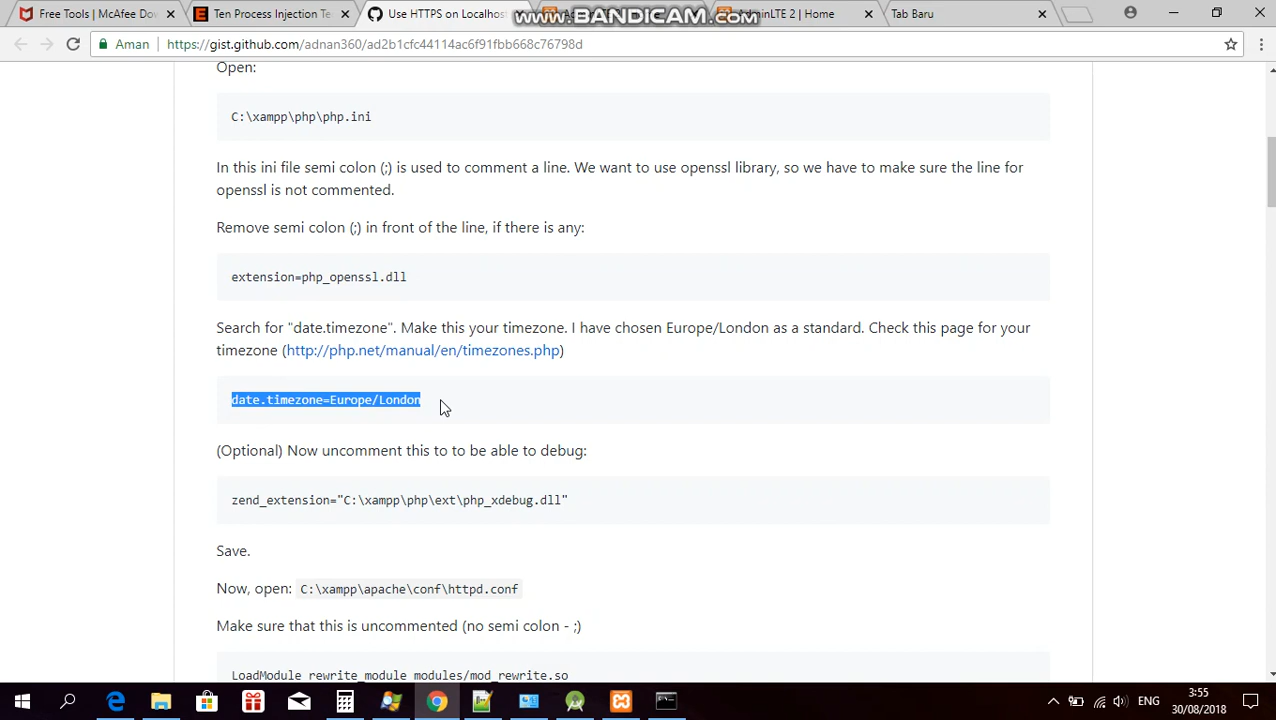 Free Tools | McAfee Dow
Ten Process Injection Te
Use HTTPS on Localhos
WWW.BANDICAM.COM
AdminLTE 2 | Home
Tab Baru
Aman
https://gist.github.com/adnan360/ad2b1cfc44114ac6f91fbb668c76798d
Open:
C:\xampp\php\php.ini
In this ini file semi colon (;) is used to comment a line. We want to use openssl library, so we have to make sure the line for
openssl is not commented.
Remove semi colon (;) in front of the line, if there is any:
extension=php_openssl.dll
Search for "date.timezone". Make this your timezone. I have chosen Europe/London as a standard. Check this page for your
timezone (http://php.net/manual/en/timezones.php)
date.timezone=Europe/London
(Optional) Now uncomment this to to be able to debug:
zend_extension="C:\xampp\php\ext\php_xdebug.dll"
Save.
Now, open: C:\xampp\apache\conf\httpd.conf
Make sure that this is uncommented (no semi colon - ;)
LoadModule rewrite_module modules/mod_rewrite.so
ENG
3:55
30/08/2018